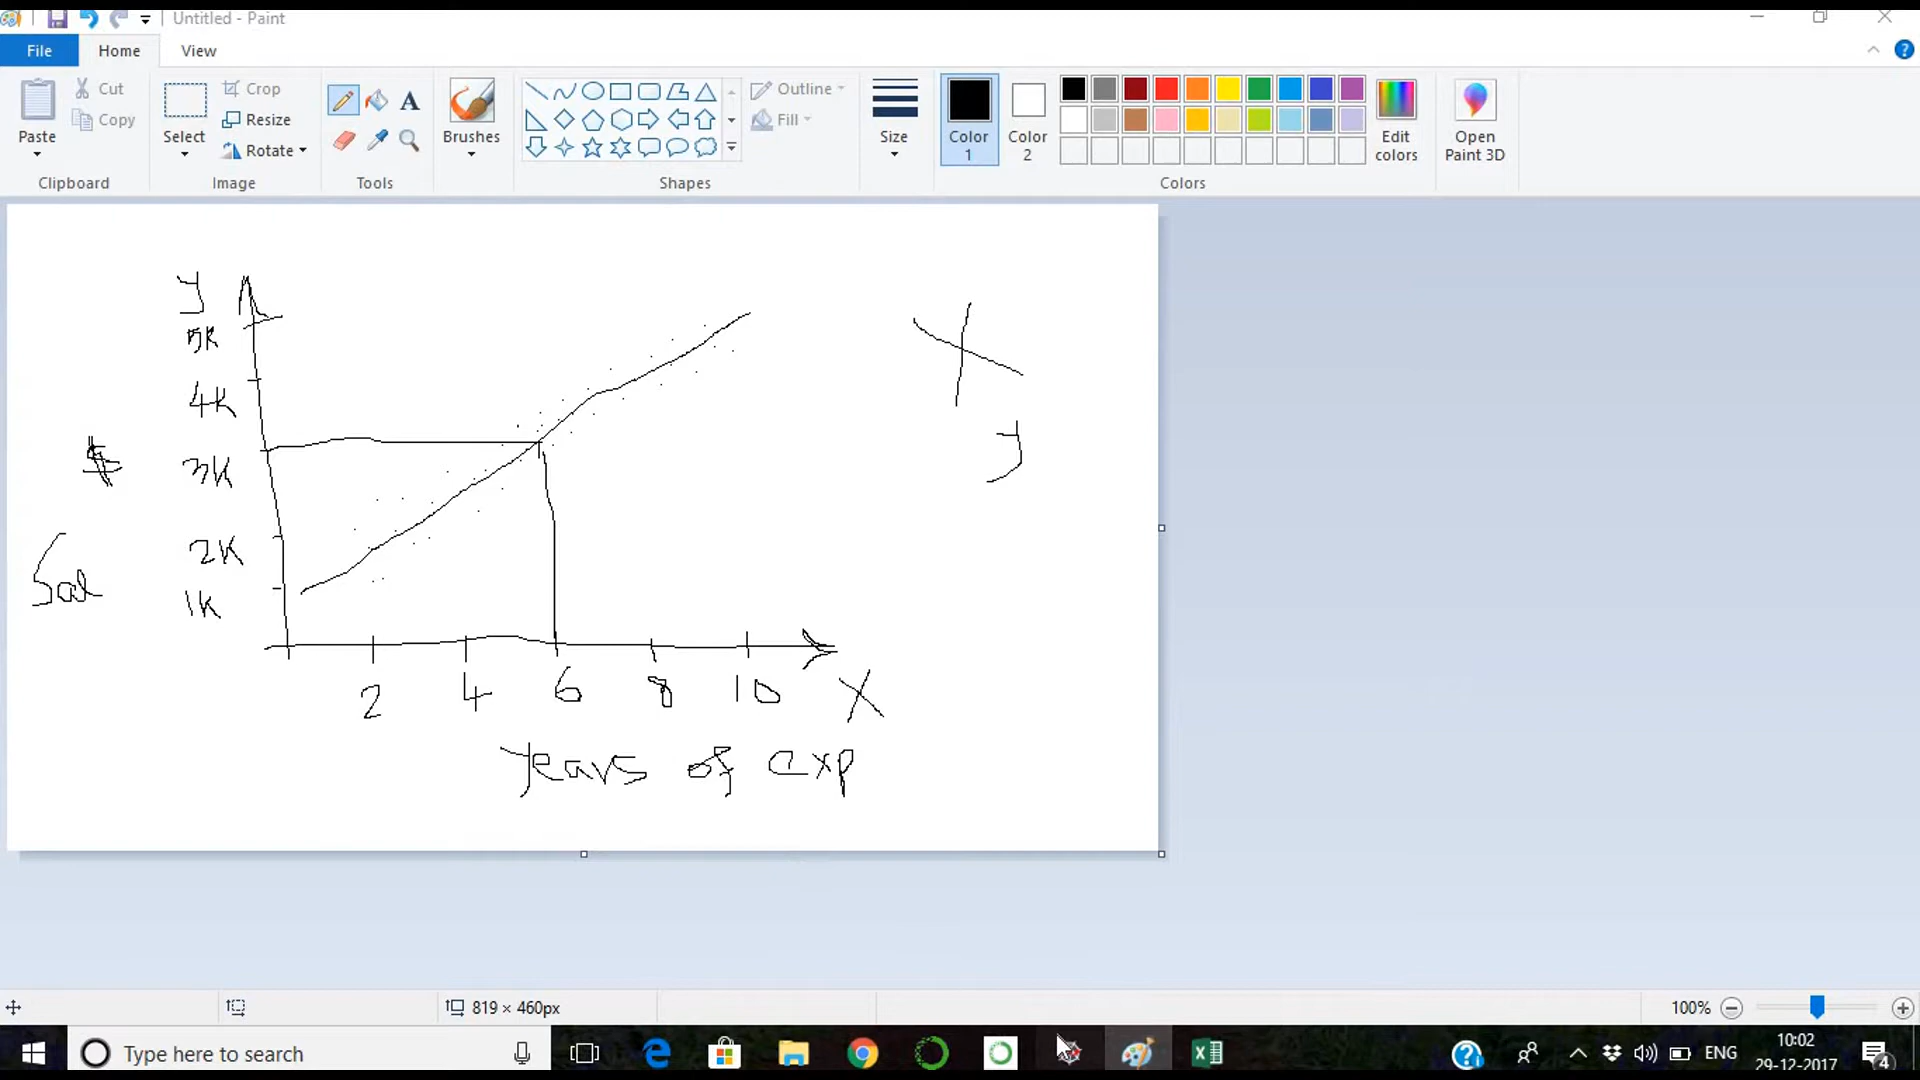 Untitled - Paint
File Home View
Paste Cut Copy Clipboard
Select Crop Resize Rotate Image
Tools
Brushes
Shapes
Outline Fill
Size
Color 1 Color 2
Edit colors
Colors
Open Paint 3D
y
5K
4K
3K
2K
1K
$
Sal
2 4 6 8 10 X
Years of exp
X
y
819 × 460px
100%
Type here to search
ENG
10:02
29-12-2017
4